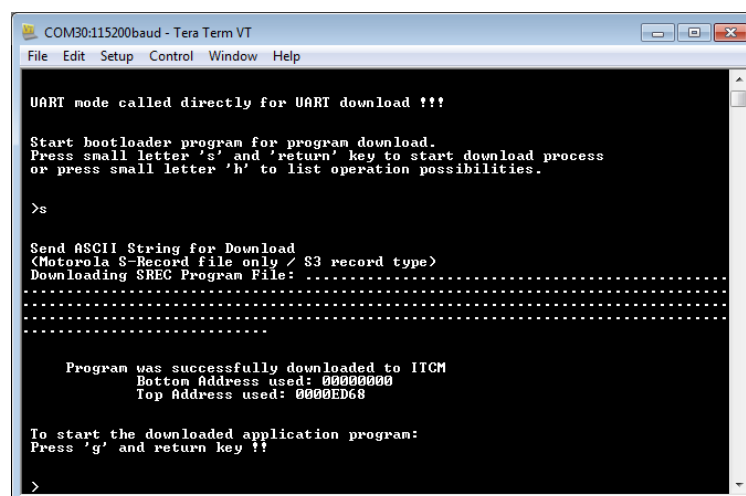 COM30:115200baud - Tera Term VT
File Edit Setup Control Window Help
UART mode called directly for UART download !!!
Start bootloader program for program download.
Press small letter 's' and 'return' key to start download process
or press small letter 'h' to list operation possibilities.
>s
Send ASCII String for Download
(Motorola S-Record file only / S3 record type)
Downloading SREC Program File: ................................................
................................................................................
................................................................................
................................................................................
............................
Program was successfully downloaded to ITCM
Bottom Address used: 00000000
Top Address used: 0000ED68
To start the downloaded application program:
Press 'g' and return key !!
>